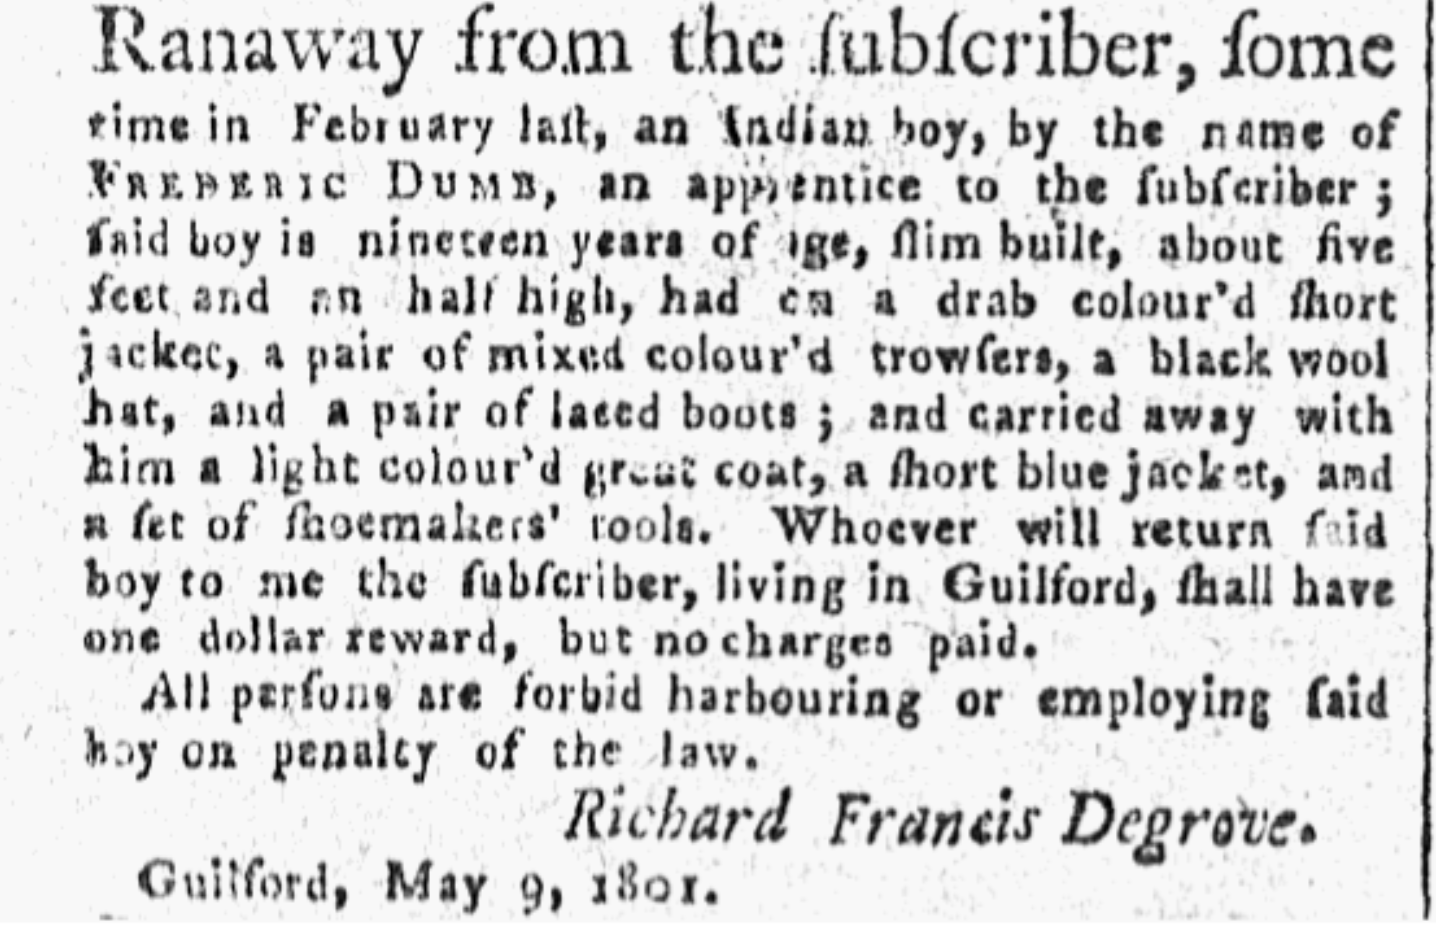 Ranaway from the ſubſcriber, ſome
time in February laſt, an Indian boy, by the name of
FREDERIC DUMB, an apprentice to the ſubſcriber ;
ſaid boy is nineteen years of age, ſlim built, about five
feet and an half high, had on a drab colour'd ſhort
jacket, a pair of mixed colour'd trowſers, a black wool
hat, and a pair of laced boots ; and carried away with
him a light colour'd great coat, a ſhort blue jacket, and
a ſet of ſhoemakers' tools. Whoever will return ſaid
boy to me the ſubſcriber, living in Guilford, ſhall have
one dollar reward, but no charges paid.
All perſons are forbid harbouring or employing ſaid
boy on penalty of the law.
Richard Francis Degrove.
Guilford, May 9, 1801.